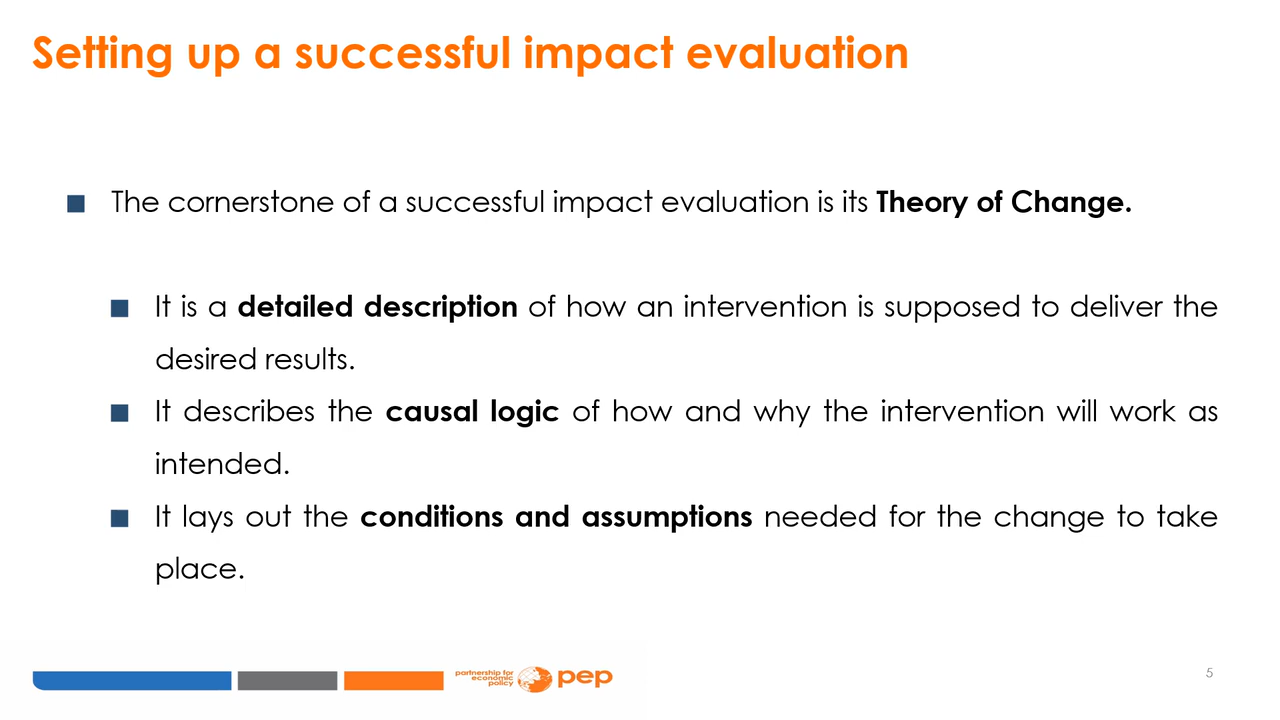 Setting up a successful impact evaluation
The cornerstone of a successful impact evaluation is its Theory of Change.
It is a detailed description of how an intervention is supposed to deliver the
desired results.
It describes the causal logic of how and why the intervention will work as
intended.
It lays out the conditions and assumptions needed for the change to take
place.
partnership for
economic
policy
pep
5